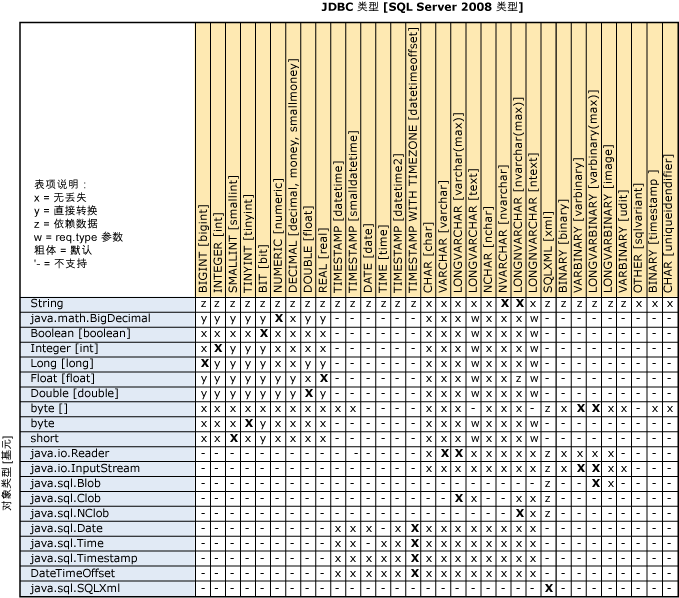 JDBC 类型 [SQL Server 2008 类型]
表项说明：
x = 无丢失
y = 直接转换
z = 依赖数据
w = req.type 参数
粗体 = 默认
'- = 不支持
BIGINT [bigint]
INTEGER [int]
SMALLINT [smallint]
TINYINT [tinyint]
BIT [bit]
NUMERIC [numeric]
DECIMAL [decimal, money, smallmoney]
DOUBLE [float]
REAL [real]
TIMESTAMP [datetime]
TIMESTAMP [smalldatetime]
DATE [date]
TIME [time]
TIMESTAMP [datetime2]
TIMESTAMP WITH TIMEZONE [datetimeoffset]
CHAR [char]
VARCHAR [varchar]
LONGVARCHAR [varchar(max)]
LONGVARCHAR [text]
NCHAR [nchar]
NVARCHAR [nvarchar]
LONGNVARCHAR [nvarchar(max)]
LONGNVARCHAR [ntext]
SQLXML [xml]
BINARY [binary]
VARBINARY [varbinary]
LONGVARBINARY [varbinary(max)]
LONGVARBINARY [image]
VARBINARY [udit]
OTHER [sqlvariant]
BINARY [timestamp ]
CHAR [uniqueidendifier]
对象类型 [基元]
String z z z z z z z z z z z z z z z x x x x x X X x x z z z z z x x x
java.math.BigDecimal y y y y y X x y y - - - - - - x x x w x x x w - - - - - - - - -
Boolean [boolean] x x x x X x x x x - - - - - - x x x w x x x w - - - - - - - - -
Integer [int] x X y y y x x x x - - - - - - x x x w x x x w - - - - - - - - -
Long [long] X y y y y x x y y - - - - - - x x x w x x x w - - - - - - - - -
Float [float] y y y y y y y x X - - - - - - x x x w x x z w - - - - - - - - -
Double [double] y y y y y y y X y - - - - - - x x x w x x x w - - - - - - - - -
byte [] x x x x x x x x x x x - - - - x x x - x x x - z x X X x x - x x
byte x x x X y x x x x - - - - - - x x x w x x x w - - - - - - - - -
short x x X x y x x x x - - - - - - x x x w x x x w - - - - - - - - -
java.io.Reader - - - - - - - - - - - - - - - x X X x x x x x z x x x x - - - -
java.io.InputStream - - - - - - - - - - - - - - - x x x x x x x x z x X X x x - - -
java.sql.Blob - - - - - - - - - - - - - - - - - - - - - - - z - - X x - - - -
java.sql.Clob - - - - - - - - - - - - - - - - - X x - - x x z - - - - - - - -
java.sql.NClob - - - - - - - - - - - - - - - - - - - - - X x z - - - - - - - -
java.sql.Date - - - - - - - - - x x x - x X x x x x x x x x - - - - - - - - -
java.sql.Time - - - - - - - - - x x - x x X x x x x x x x x - - - - - - - - -
java.sql.Timestamp - - - - - - - - - x x x x x X x x x x x x x x - - - - - - - - -
DateTimeOffset - - - - - - - - - x x x x x X x x x x x x x x - - - - - - - - -
java.sql.SQLXml - - - - - - - - - - - - - - - - - - - - - - - X - - - - - - - -